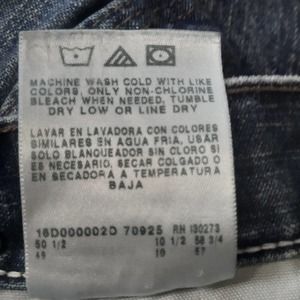 MACHINE WASH COLD WITH LIKE
COLORS, ONLY NON-CHLORINE
BLEACH WHEN NEEDED, TUMBLE
DRY LOW OR LINE DRY
LAVAR EN LAVADORA CON COLORES
SIMILARES EN AGUA FRIA, USAR
SOLO BLANQUEADOR SIN CLORO SI
ES NECESARIO, SECAR COLGADO O
EN SECADORA A TEMPERATURA
BAJA
16D000002D 70925 RN 130273
50 1/2 10 1/2 58 3/4
49 10 57